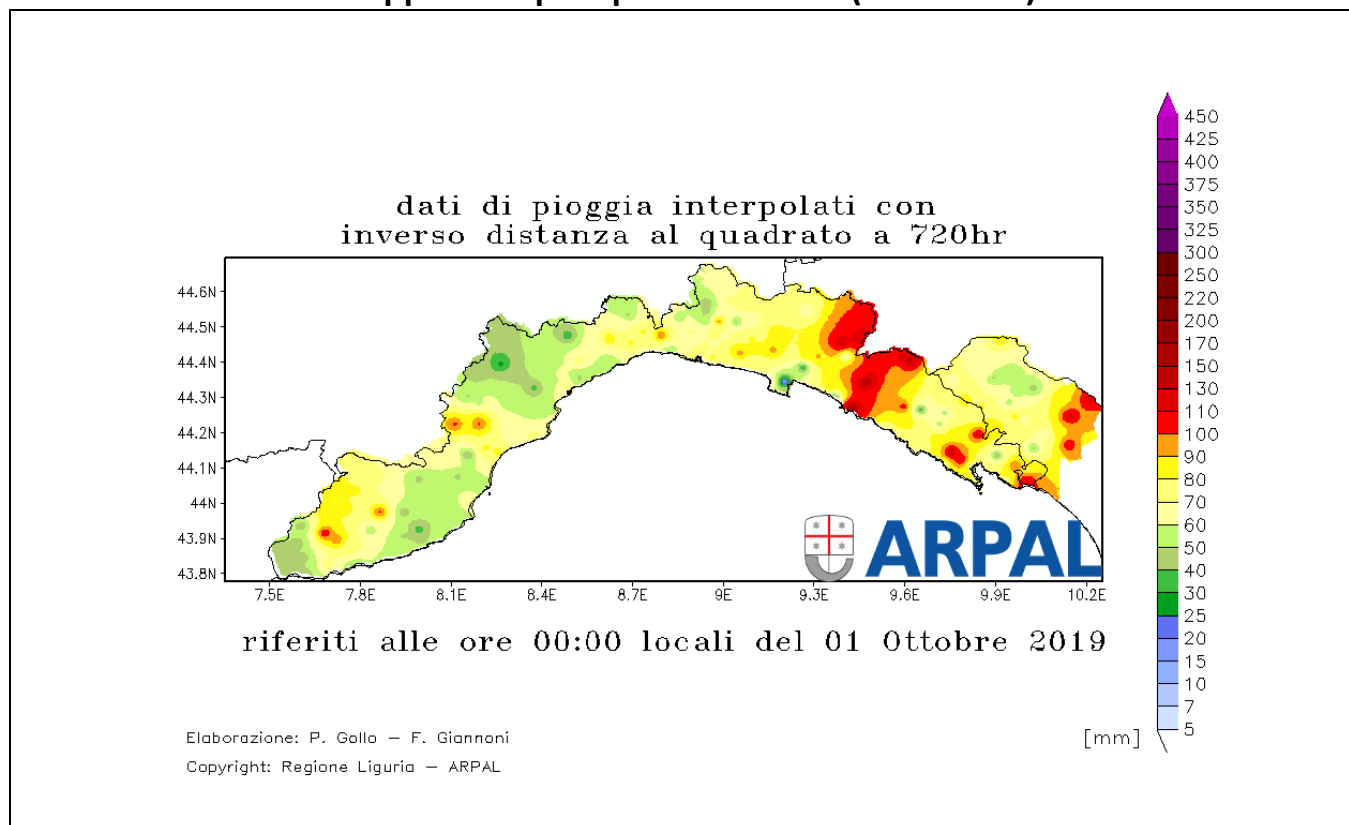 dati di pioggia interpolati con
inverso distanza al quadrato a 720hr
44.6N
44.5N
44.4N
44.3N
44.2N
44.1N
44N
43.9N
43.8N
7.5E 7.8E 8.1E 8.4E 8.7E 9E 9.3E 9.6E 9.9E 10.2E
ARPAL
450
425
400
375
350
325
300
250
220
200
170
150
130
110
100
90
80
70
60
50
40
30
25
20
15
10
7
5
[mm]
riferiti alle ore 00:00 locali del 01 Ottobre 2019
Elaborazione: P. Gollo – F. Giannoni
Copyright: Regione Liguria – ARPAL